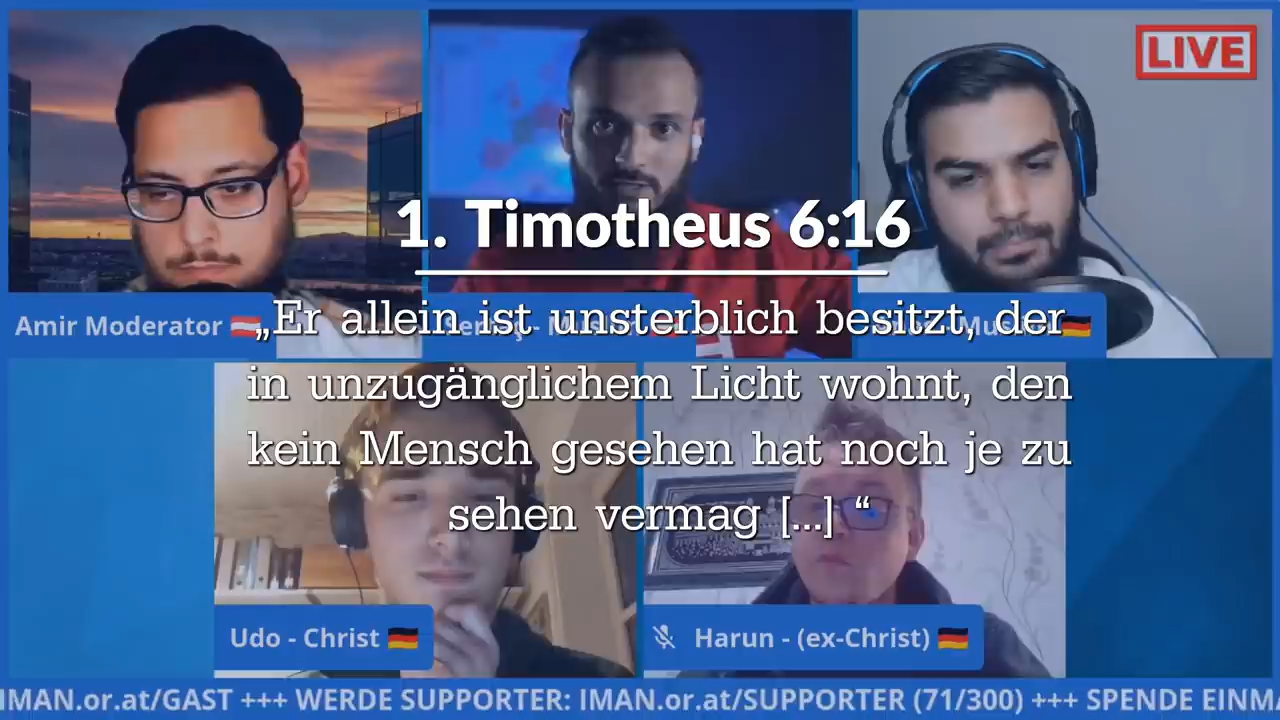 LIVE
1. Timotheus 6:16
Amir Moderator
„Er allein ist unsterblich besitzt, der
in unzugänglichem Licht wohnt, den
kein Mensch gesehen hat noch je zu
sehen vermag [...] “
Udo - Christ
Harun - (ex-Christ)
IMAN.or.at/GAST +++ WERDE SUPPORTER: IMAN.or.at/SUPPORTER (71/300) +++ SPENDE